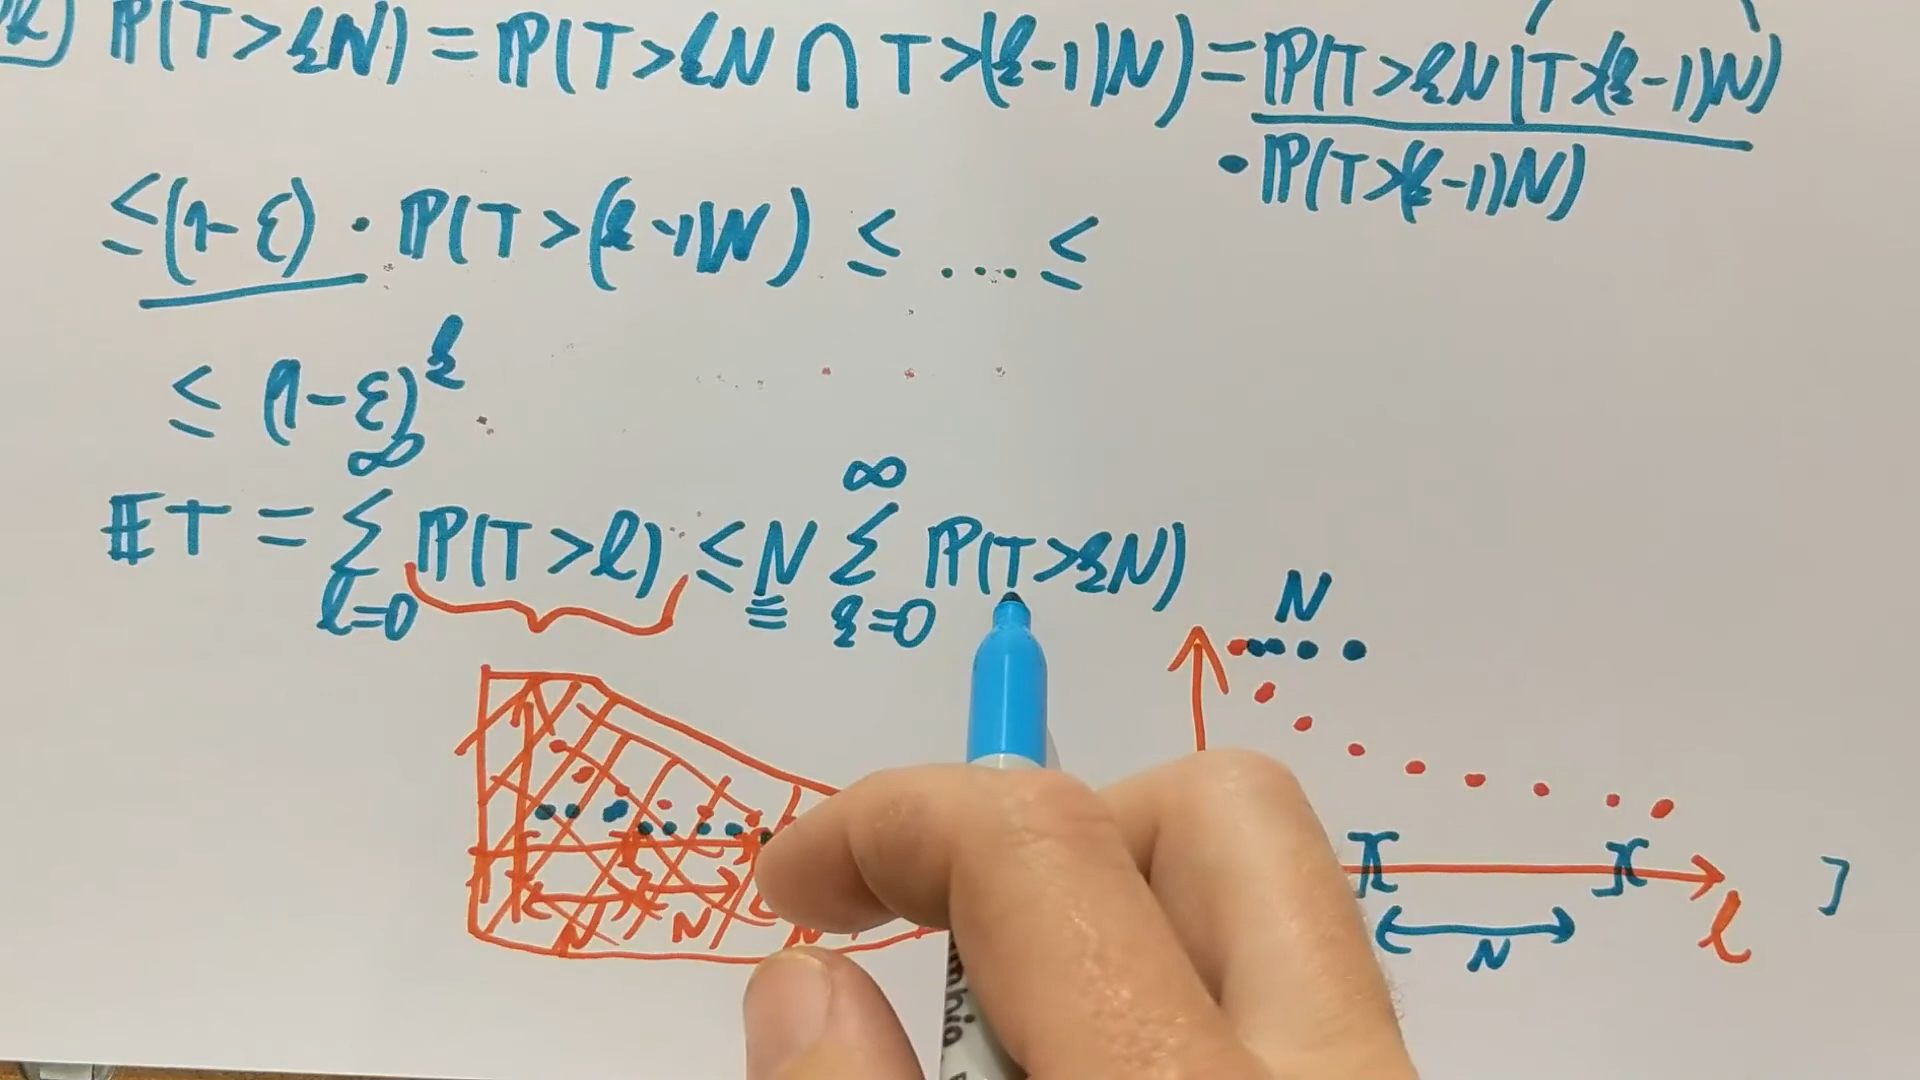 ℙ(T>kN) = ℙ(T>kN ∩ T>(k-1)N) = ℙ(T>kN | T>(k-1)N)
· ℙ(T>(k-1)N)
≤ (1-ε) · ℙ(T>(k-1)N) ≤ ... ≤
≤ (1-ε)^k
𝔼T = ∑_{l=0}^{∞} ℙ(T>l) ≤ N ∑_{k=0}^{∞} ℙ(T>kN)
N
N N
N
l
]